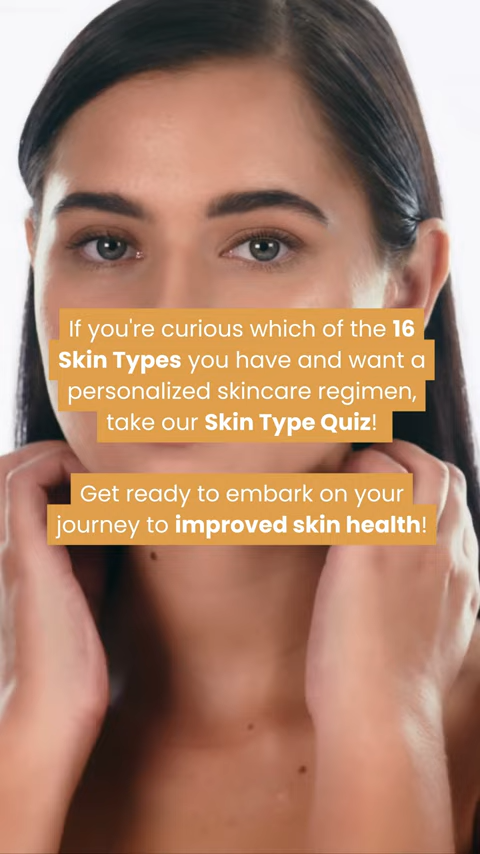 If you're curious which of the 16
Skin Types you have and want a
personalized skincare regimen,
take our Skin Type Quiz!
Get ready to embark on your
journey to improved skin health!